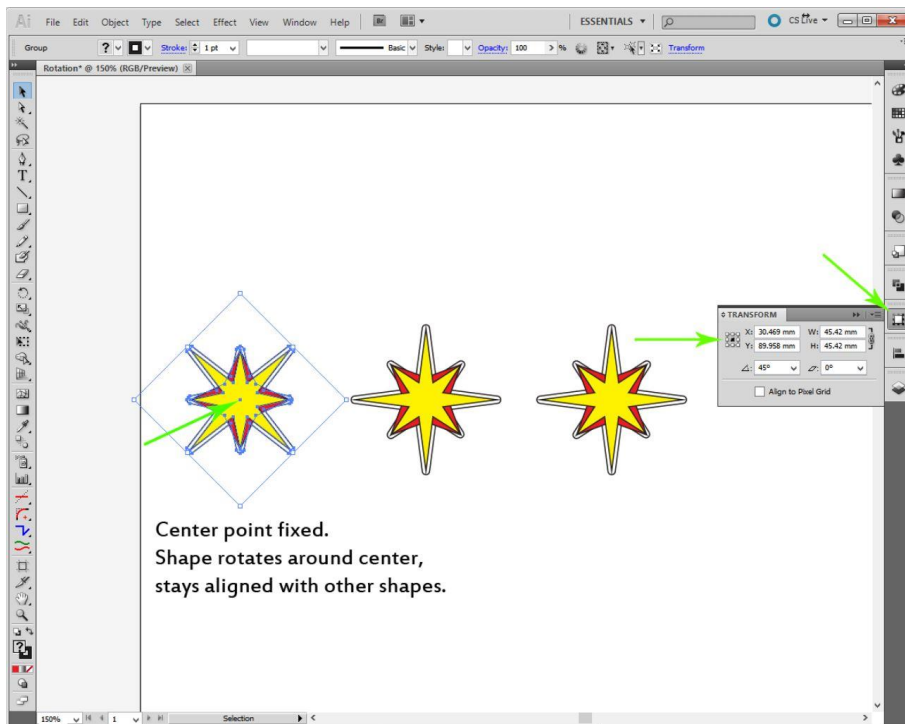 Ai File Edit Object Type Select Effect View Window Help Br ESSENTIALS CS Live
Group ? Stroke: 1 pt Basic Style: Opacity: 100 % Transform
Rotation* @ 150% (RGB/Preview)
TRANSFORM
X: 30.469 mm W: 45.42 mm
Y: 89.958 mm H: 45.42 mm
45° 0°
Align to Pixel Grid
Center point fixed.
Shape rotates around center,
stays aligned with other shapes.
150% 1 Selection